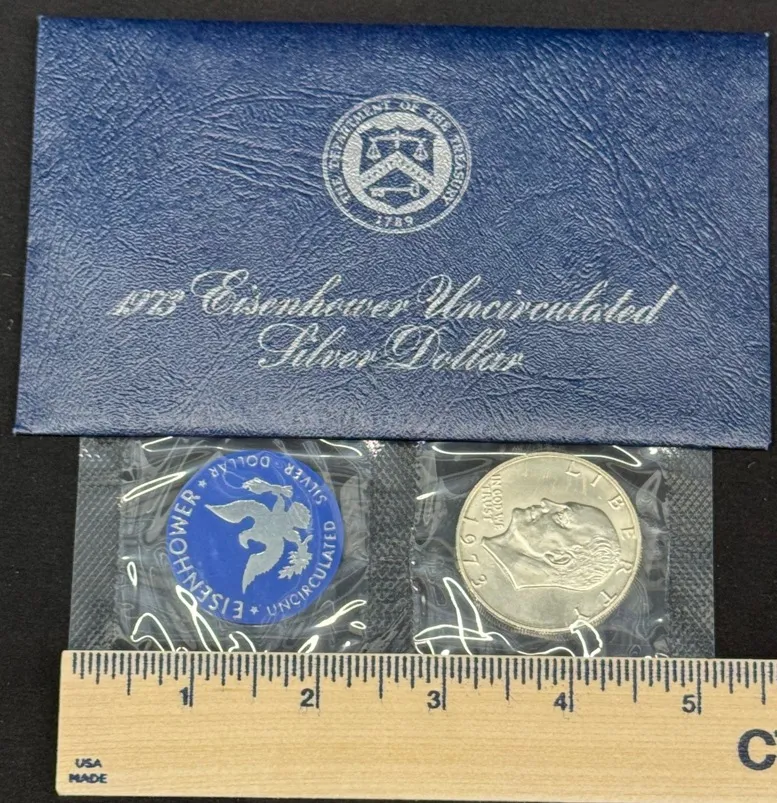 THE DEPARTMENT OF THE TREASURY
1789
1973 Eisenhower Uncirculated
Silver Dollar
EISENHOWER ★ UNCIRCULATED SILVER · DOLLAR ★
LIBERTY
IN GOD WE
TRUST
1973
1 2 3 4 5
C
USA
MADE